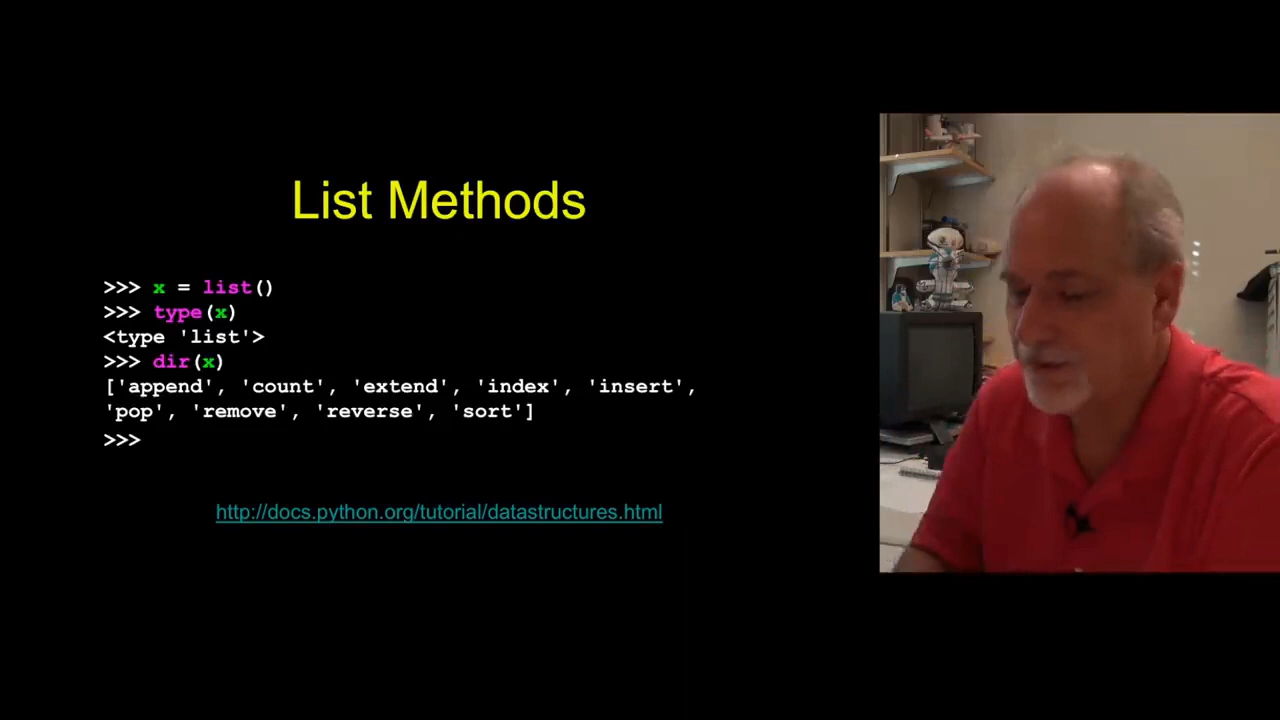 List Methods
>>> x = list()
>>> type(x)
<type 'list'>
>>> dir(x)
['append', 'count', 'extend', 'index', 'insert',
'pop', 'remove', 'reverse', 'sort']
>>>
http://docs.python.org/tutorial/datastructures.html